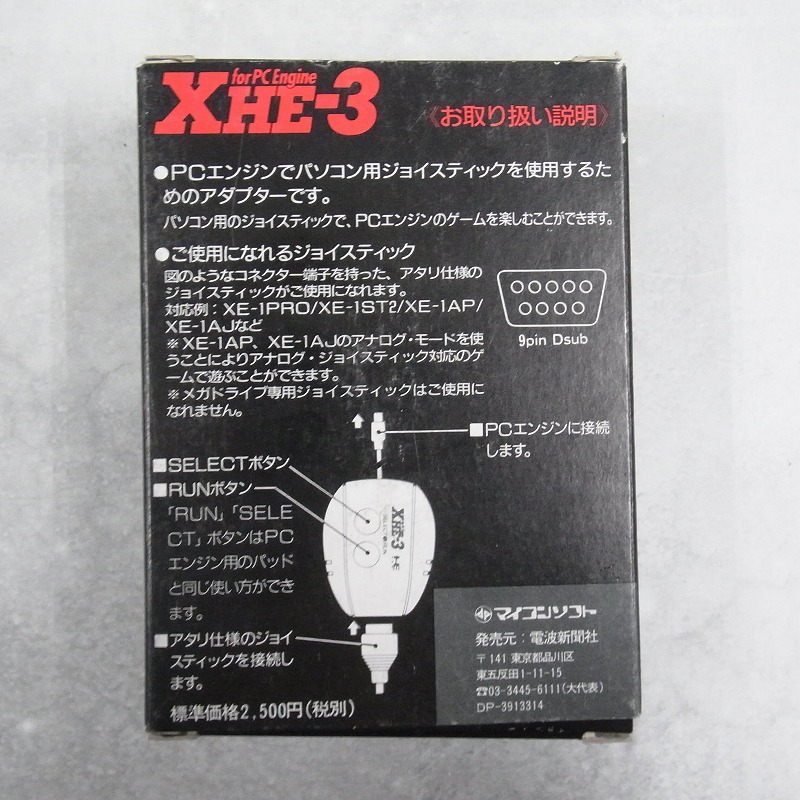 for PC Engine
XHE-3
《お取り扱い説明》
●PCエンジンでパソコン用ジョイスティックを使用するた
めのアダプターです。
パソコン用のジョイスティックで、PCエンジンのゲームを楽しむことができます。
●ご使用になれるジョイスティック
図のようなコネクター端子を持った、アタリ仕様の
ジョイスティックがご使用になれます。
対応例：XE-1PRO/XE-1ST2/XE-1AP/
XE-1AJなど
※XE-1AP、XE-1AJのアナログ・モードを使
うことによりアナログ・ジョイスティック対応のゲ
ームで遊ぶことができます。
※メガドライブ専用ジョイスティックはご使用に
なれません。
9pin Dsub
■PCエンジンに接続
します。
■SELECTボタン
■RUNボタン
「RUN」「SELE
CT」ボタンはPC
エンジン用のパッド
と同じ使い方ができ
ます。
XHE-3
■アタリ仕様のジョイ
スティックを接続し
ます。
標準価格2,500円(税別)
マイコンソフト
発売元：電波新聞社
〒141 東京都品川区
東五反田1-11-15
☎03-3445-6111(大代表)
DP-3913314